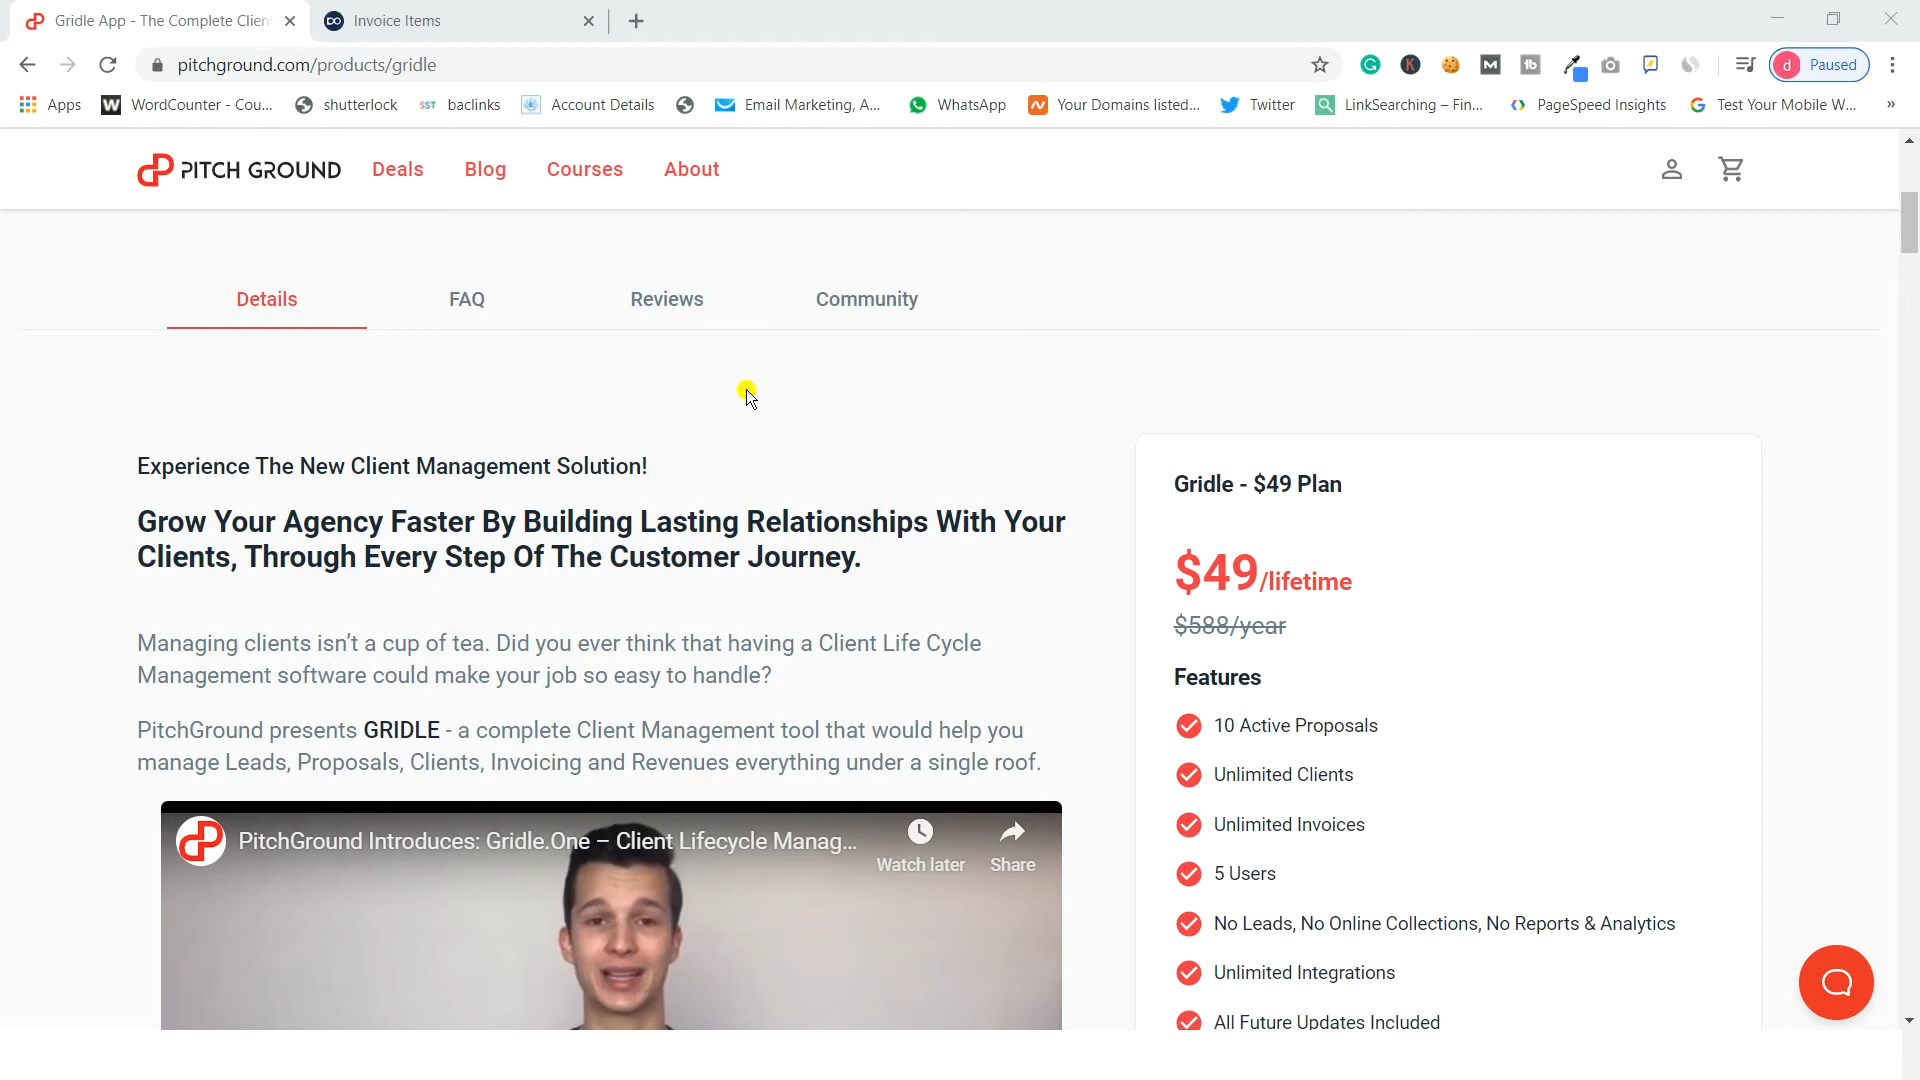 Gridle App - The Complete Clien
Invoice Items
pitchground.com/products/gridle
Paused
Apps
WordCounter - Cou...
shutterlock
SST
baclinks
Account Details
Email Marketing, A...
WhatsApp
Your Domains listed...
Twitter
LinkSearching – Fin...
PageSpeed Insights
Test Your Mobile W...
»
PITCH GROUND
Deals
Blog
Courses
About
Details
FAQ
Reviews
Community
Experience The New Client Management Solution!
Grow Your Agency Faster By Building Lasting Relationships With Your
Clients, Through Every Step Of The Customer Journey.
Managing clients isn’t a cup of tea. Did you ever think that having a Client Life Cycle
Management software could make your job so easy to handle?
PitchGround presents GRIDLE - a complete Client Management tool that would help you
manage Leads, Proposals, Clients, Invoicing and Revenues everything under a single roof.
PitchGround Introduces: Gridle.One – Client Lifecycle Manag...
Watch later
Share
Gridle - $49 Plan
$49/lifetime
$588/year
Features
10 Active Proposals
Unlimited Clients
Unlimited Invoices
5 Users
No Leads, No Online Collections, No Reports & Analytics
Unlimited Integrations
All Future Updates Included